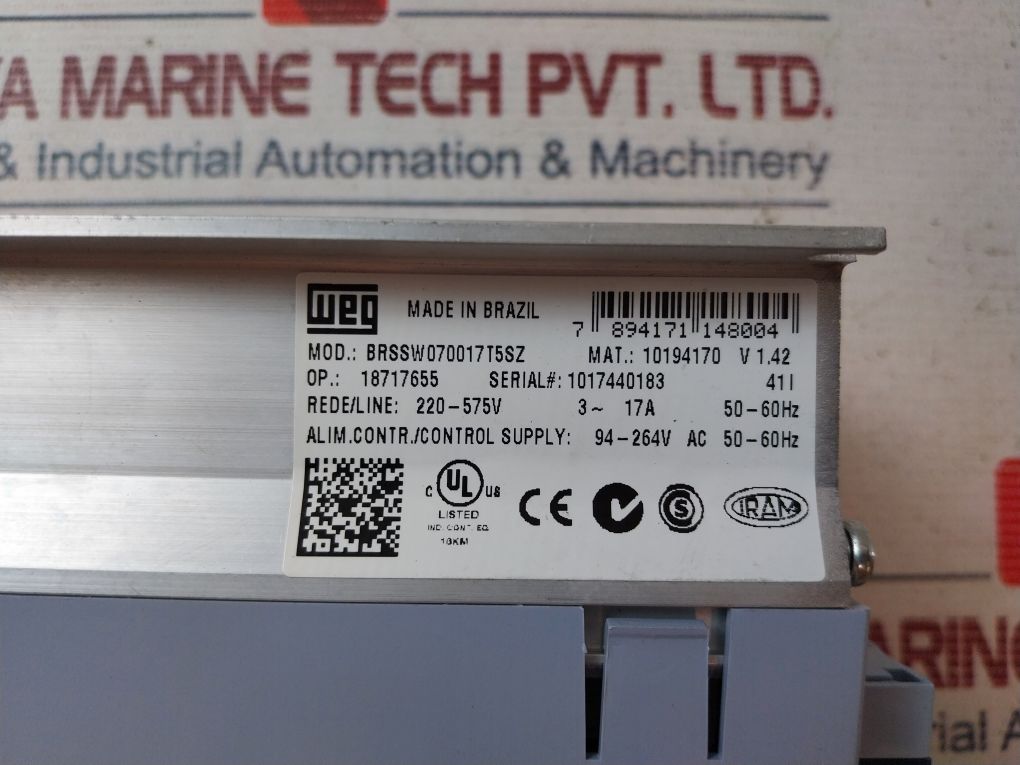 A MARINE TECH PVT. LTD.
& Industrial Automation & Machinery
WEG MADE IN BRAZIL
7 894171 148004
MOD.: BRSSW070017T5SZ MAT.: 10194170 V 1.42
OP.: 18717655 SERIAL#: 1017440183 41I
REDE/LINE: 220-575V 3~ 17A 50-60Hz
ALIM.CONTR./CONTROL SUPPLY: 94-264V AC 50-60Hz
C UL US
LISTED
IND. CONT. EQ.
16KM
CE
S
IRAM
ARINE
rial A